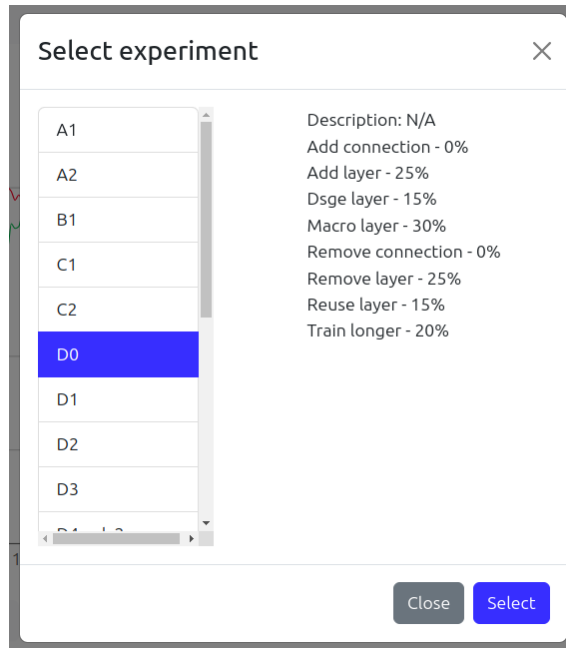 Select experiment
A1
A2
B1
C1
C2
D0
D1
D2
D3
Description: N/A
Add connection - 0%
Add layer - 25%
Dsge layer - 15%
Macro layer - 30%
Remove connection - 0%
Remove layer - 25%
Reuse layer - 15%
Train longer - 20%
1
Close
Select